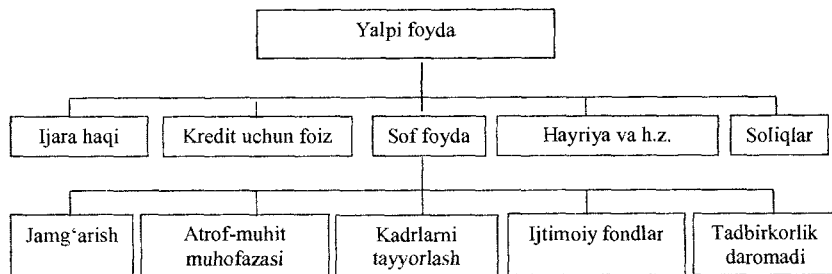 Yalpi foyda
Ijara haqi
Kredit uchun foiz
Sof foyda
Hayriya va h.z.
Soliqlar
Jamg‘arish
Atrof-muhit
muhofazasi
Kadrlarni
tayyorlash
Ijtimoiy fondlar
Tadbirkorlik
daromadi